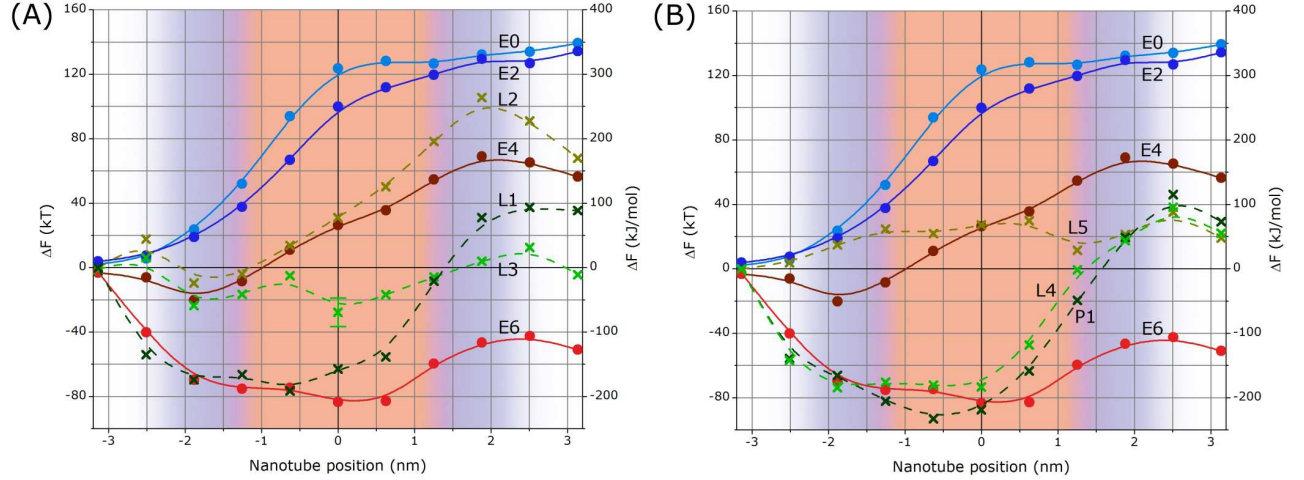 (A)
160
120
80
40
0
-40
-80
ΔF (kT)
-3
-2
-1
0
1
2
3
Nanotube position (nm)
400
300
200
100
0
-100
-200
ΔF (kJ/mol)
E0
E2
L2
E4
L1
L3
E6
(B)
160
120
80
40
0
-40
-80
ΔF (kT)
-3
-2
-1
0
1
2
3
Nanotube position (nm)
400
300
200
100
0
-100
-200
ΔF (kJ/mol)
E0
E2
E4
L5
L4
P1
E6